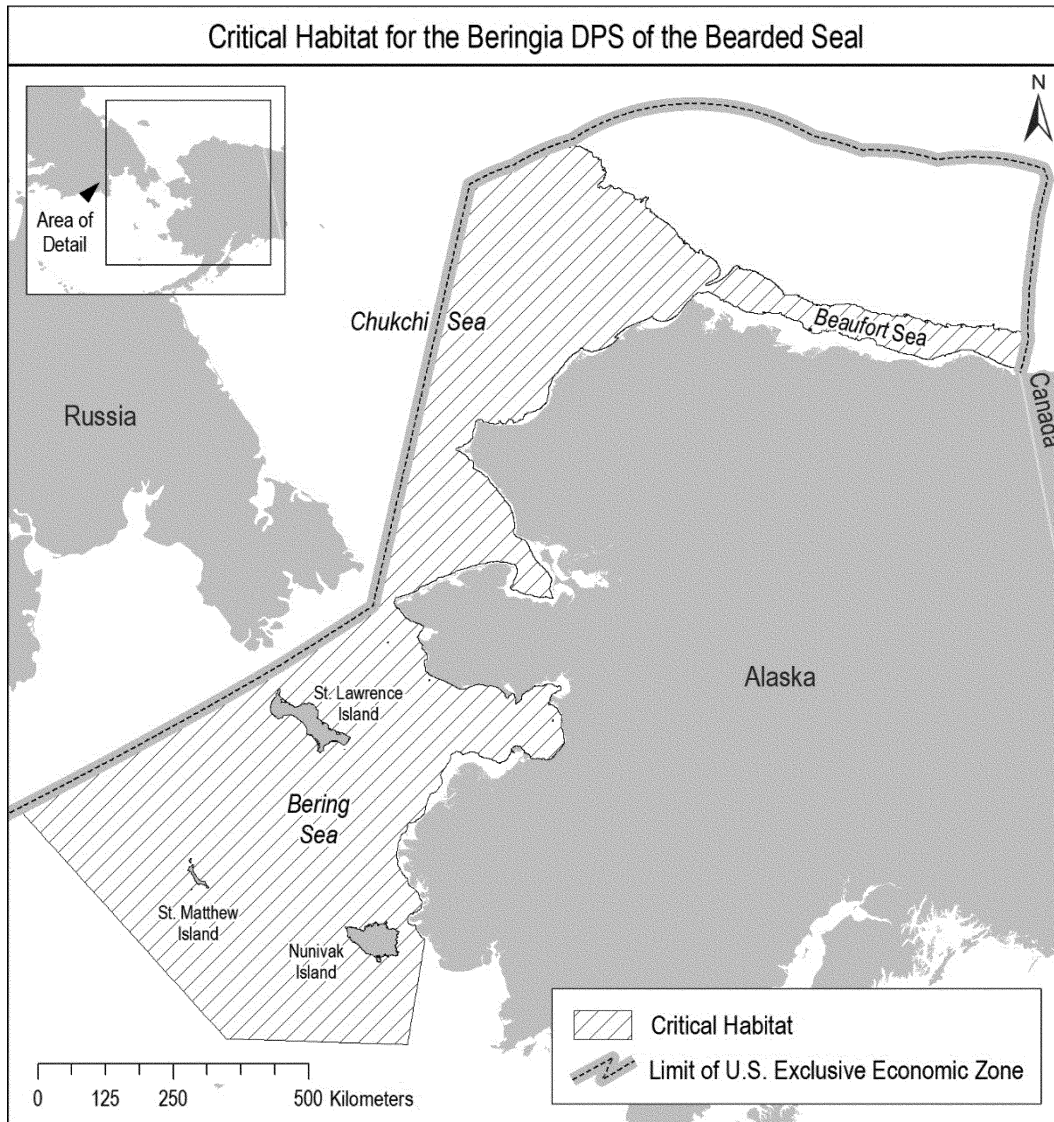 Critical Habitat for the Beringia DPS of the Bearded Seal
N
Area of
Detail
Chukchi Sea
Beaufort Sea
Russia
Canada
Alaska
St. Lawrence
Island
Bering
Sea
St. Matthew
Island
Nunivak
Island
Critical Habitat
Limit of U.S. Exclusive Economic Zone
0 125 250 500 Kilometers